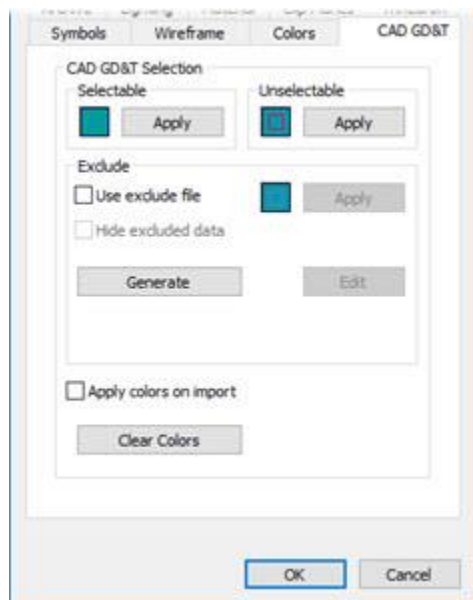 Symbols Wireframe Colors CAD GD&T
CAD GD&T Selection
Selectable Unselectable
Apply Apply
Exclude
Use exclude file Apply
Hide excluded data
Generate Edit
Apply colors on import
Clear Colors
OK Cancel